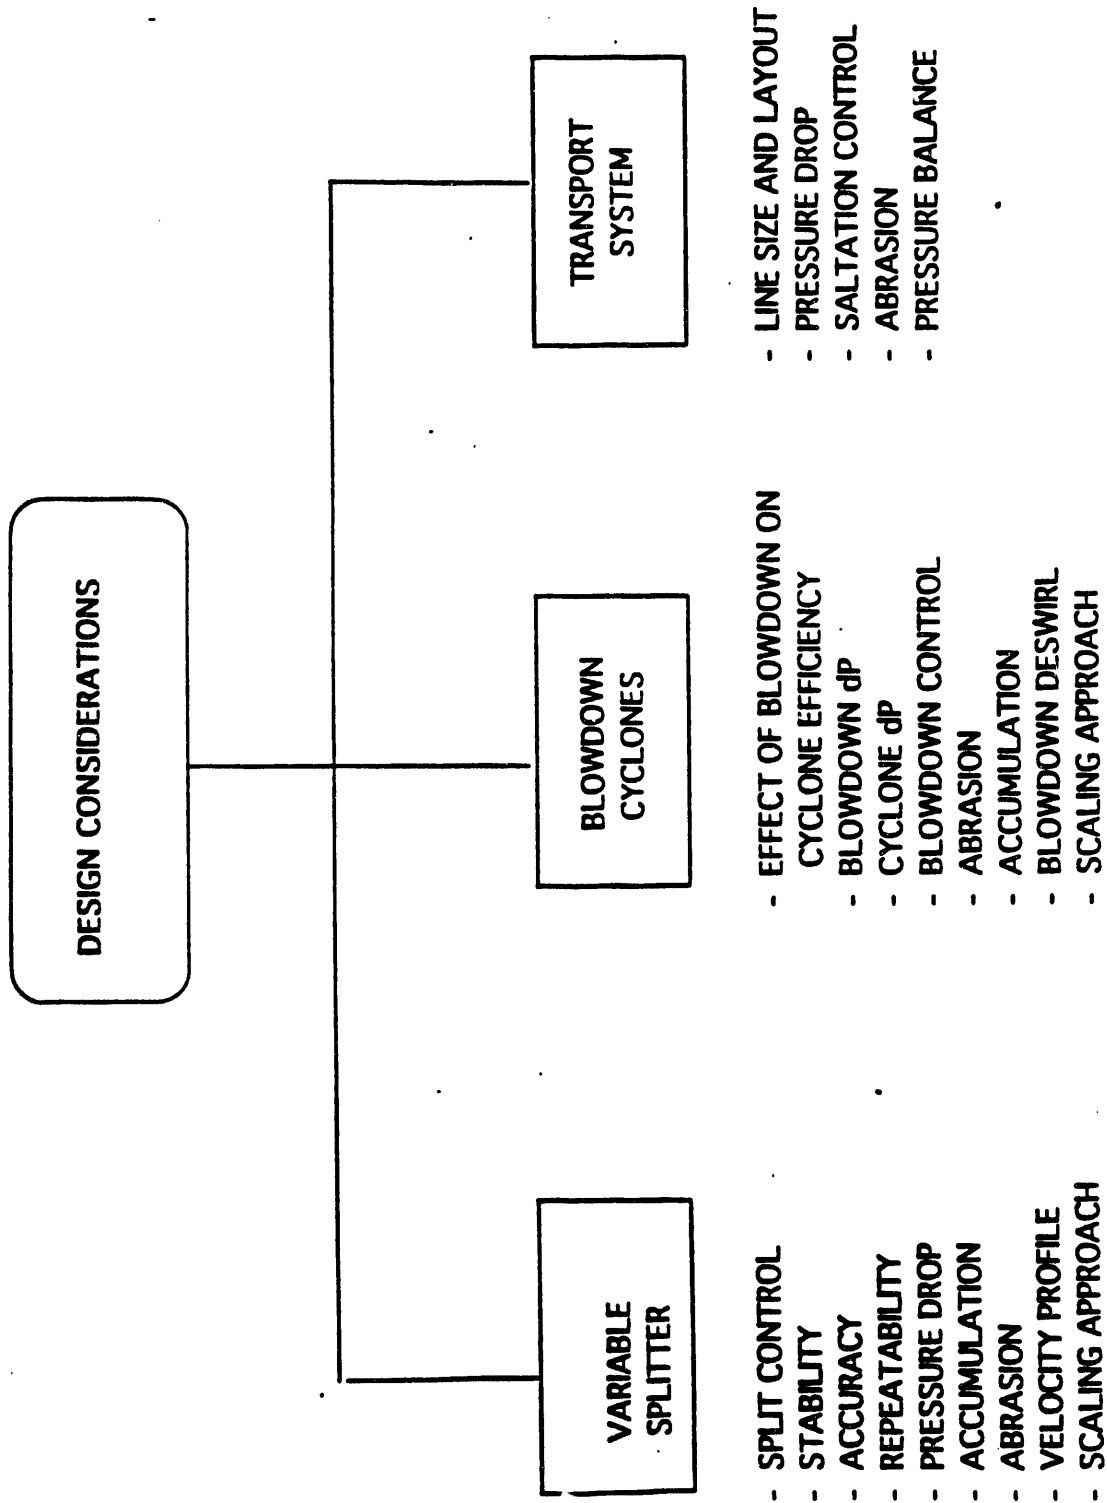 DESIGN CONSIDERATIONS
VARIABLE
SPLITTER
- SPLIT CONTROL
- STABILITY
- ACCURACY
- REPEATABILITY
- PRESSURE DROP
- ACCUMULATION
- ABRASION
- VELOCITY PROFILE
- SCALING APPROACH
BLOWDOWN
CYCLONES
- EFFECT OF BLOWDOWN ON
CYCLONE EFFICIENCY
- BLOWDOWN dP
- CYCLONE dP
- BLOWDOWN CONTROL
- ABRASION
- ACCUMULATION
- BLOWDOWN DESWIRL
- SCALING APPROACH
TRANSPORT
SYSTEM
- LINE SIZE AND LAYOUT
- PRESSURE DROP
- SALTATION CONTROL
- ABRASION
- PRESSURE BALANCE